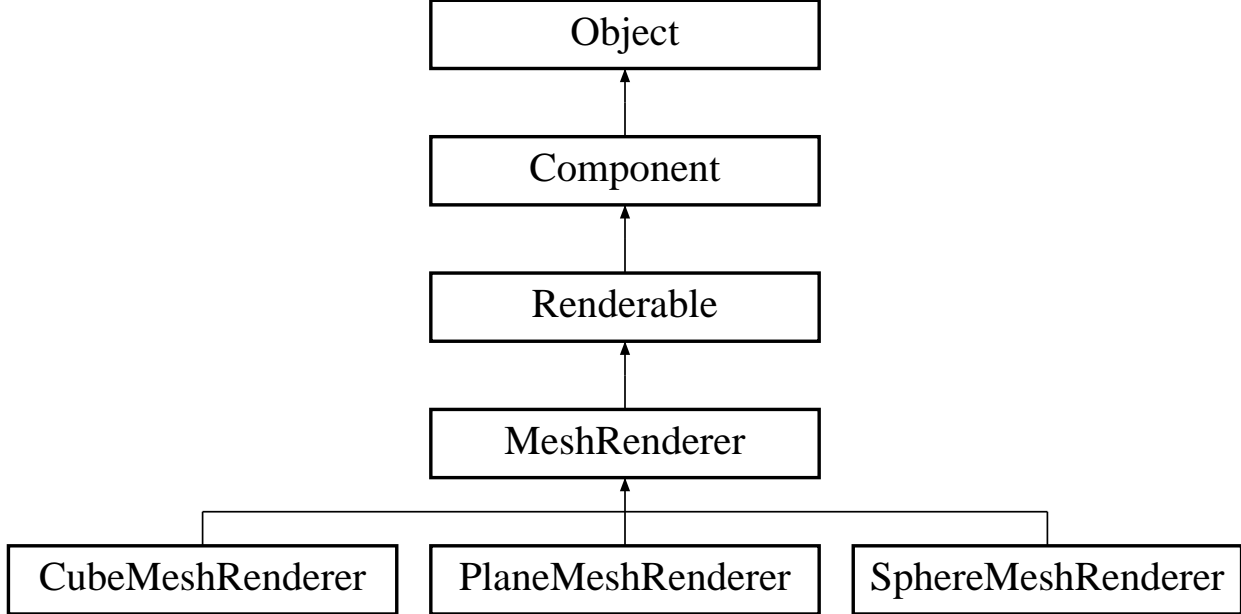 Object
Component
Renderable
MeshRenderer
CubeMeshRenderer
PlaneMeshRenderer
SphereMeshRenderer